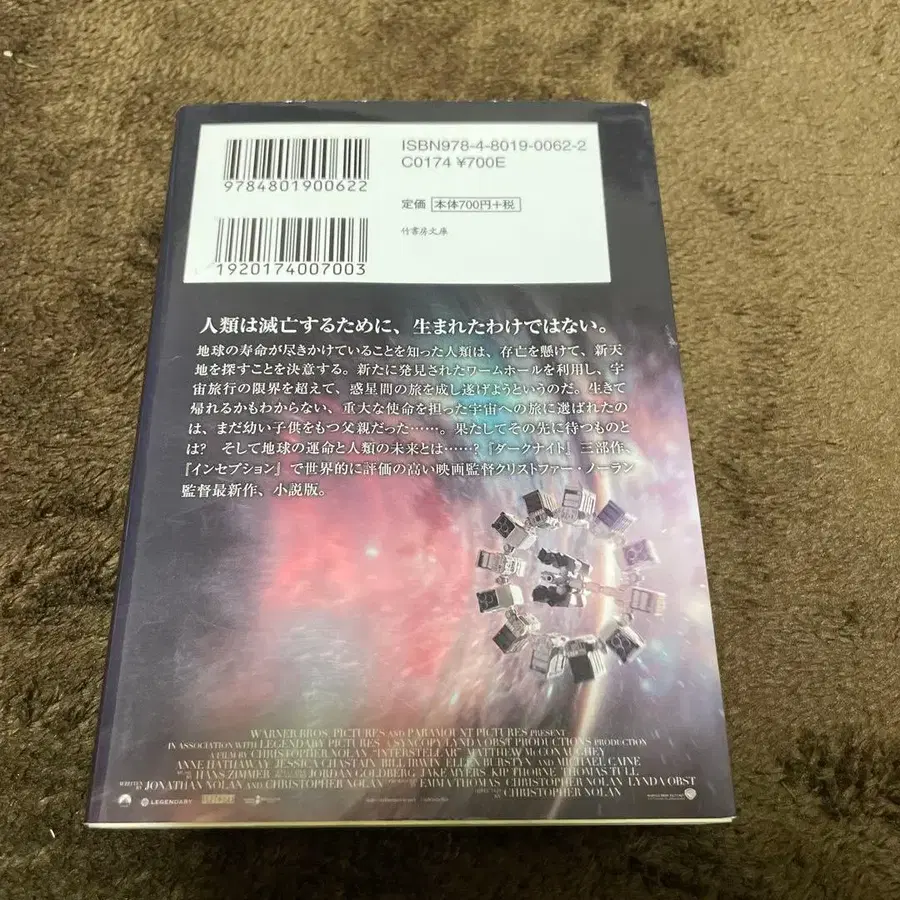 ISBN978-4-8019-0062-2
C0174 ¥700E
9784801900622
定価 本体700円+税
竹書房文庫
1920174007003
人類は滅亡するために、生まれたわけではない。
地球の寿命が尽きかけていることを知った人類は、存亡を懸けて、新天
地を探すことを決意する。新たに発見されたワームホールを利用し、宇
宙旅行の限界を超えて、惑星間の旅を成し遂げようというのだ。生きて
帰れるかもわからない、重大な使命を担った宇宙への旅に選ばれたの
は、まだ幼い子供をもつ父親だった……。果たしてその先に待つものと
は? そして地球の運命と人類の未来とは……?『ダークナイト』三部作、
『インセプション』で世界的に評価の高い映画監督クリストファー・ノーラン
監督最新作、小説版。
WARNER BROS. PICTURES AND PARAMOUNT PICTURES PRESENT
IN ASSOCIATION WITH LEGENDARY PICTURES A SYNCOPY/LYNDA OBST PRODUCTIONS PRODUCTION
A FILM BY CHRISTOPHER NOLAN "INTERSTELLAR" MATTHEW McCONAUGHEY
ANNE HATHAWAY JESSICA CHASTAIN BILL IRWIN ELLEN BURSTYN AND MICHAEL CAINE
HANS ZIMMER JORDAN GOLDBERG JAKE MYERS KIP THORNE THOMAS TULL
WRITTEN BY JONATHAN NOLAN AND CHRISTOPHER NOLAN EMMA THOMAS CHRISTOPHER NOLAN LYNDA OBST
DIRECTED BY CHRISTOPHER NOLAN
LEGENDARY